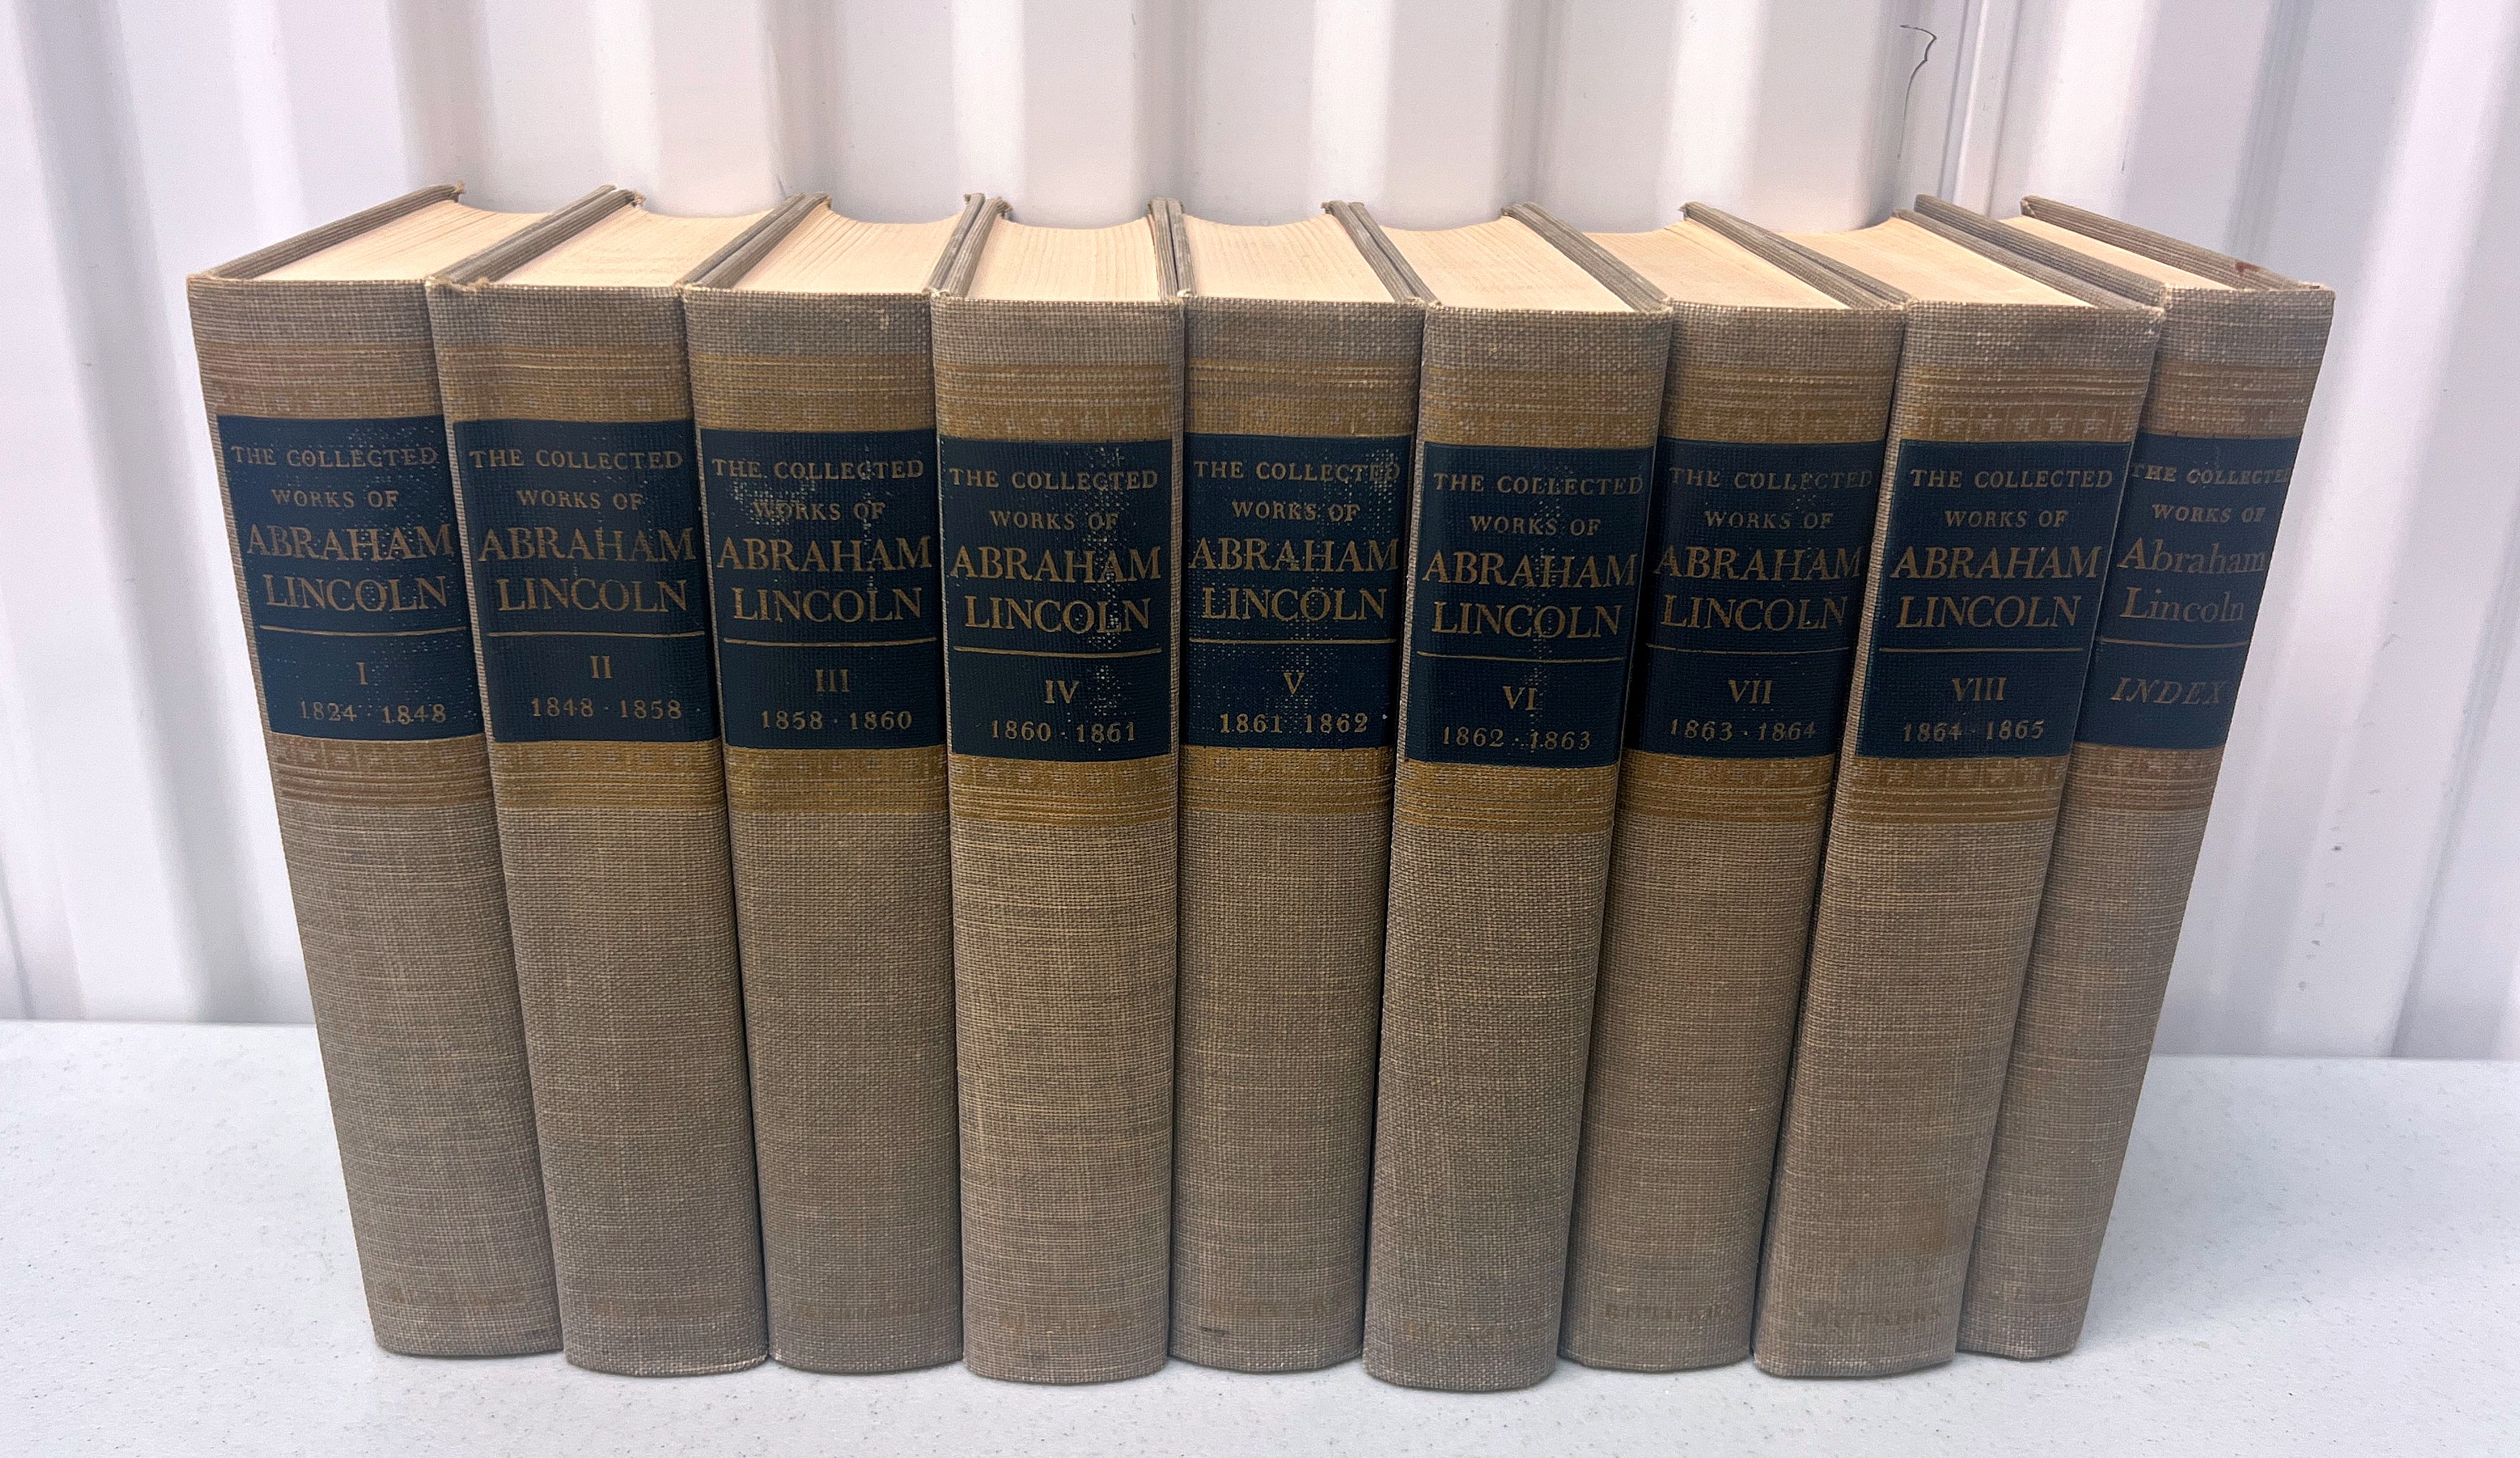 THE COLLECTED
WORKS OF
ABRAHAM
LINCOLN
I
1824 · 1848
THE COLLECTED
WORKS OF
ABRAHAM
LINCOLN
II
1848 · 1858
THE COLLECTED
WORKS OF
ABRAHAM
LINCOLN
III
1858 · 1860
THE COLLECTED
WORKS OF
ABRAHAM
LINCOLN
IV
1860 · 1861
THE COLLECTED
WORKS OF
ABRAHAM
LINCOLN
V
1861 · 1862
THE COLLECTED
WORKS OF
ABRAHAM
LINCOLN
VI
1862 · 1863
THE COLLECTED
WORKS OF
ABRAHAM
LINCOLN
VII
1863 · 1864
RUTGERS
THE COLLECTED
WORKS OF
ABRAHAM
LINCOLN
VIII
1864 · 1865
RUTGERS
THE COLLECTED
WORKS OF
Abraham
Lincoln
INDEX